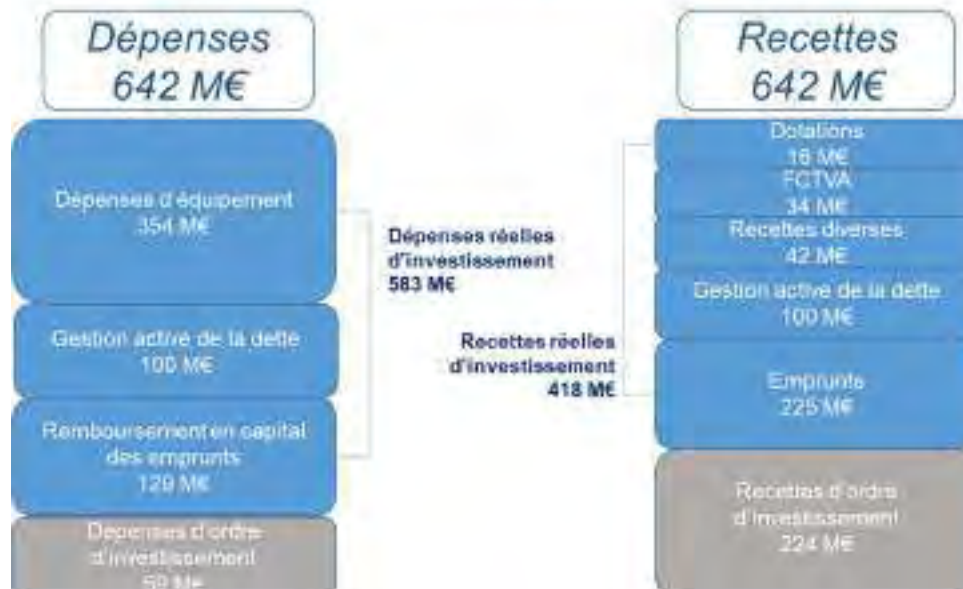 Dépenses
642 M€
Dépenses d'équipement
354 M€
Gestion active de la dette
100 M€
Remboursement en capital
des emprunts
129 M€
Dépenses d'ordre
d'investissement
59 M€
Dépenses réelles
d'investissement
583 M€
Recettes réelles
d'investissement
418 M€
Recettes
642 M€
Dotations
16 M€
FCTVA
34 M€
Recettes diverses
42 M€
Gestion active de la dette
100 M€
Emprunts
225 M€
Recettes d'ordre
d'investissement
224 M€